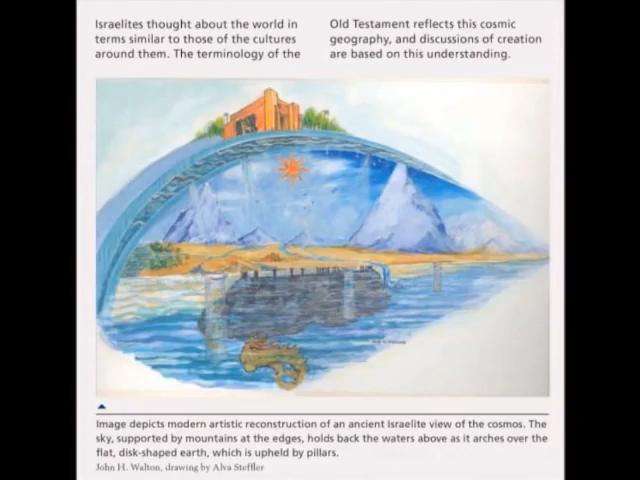 Israelites thought about the world in
terms similar to those of the cultures
around them. The terminology of the
Old Testament reflects this cosmic
geography, and discussions of creation
are based on this understanding.
Image depicts modern artistic reconstruction of an ancient Israelite view of the cosmos. The
sky, supported by mountains at the edges, holds back the waters above as it arches over the
flat, disk-shaped earth, which is upheld by pillars.
John H. Walton, drawing by Alva Steffler